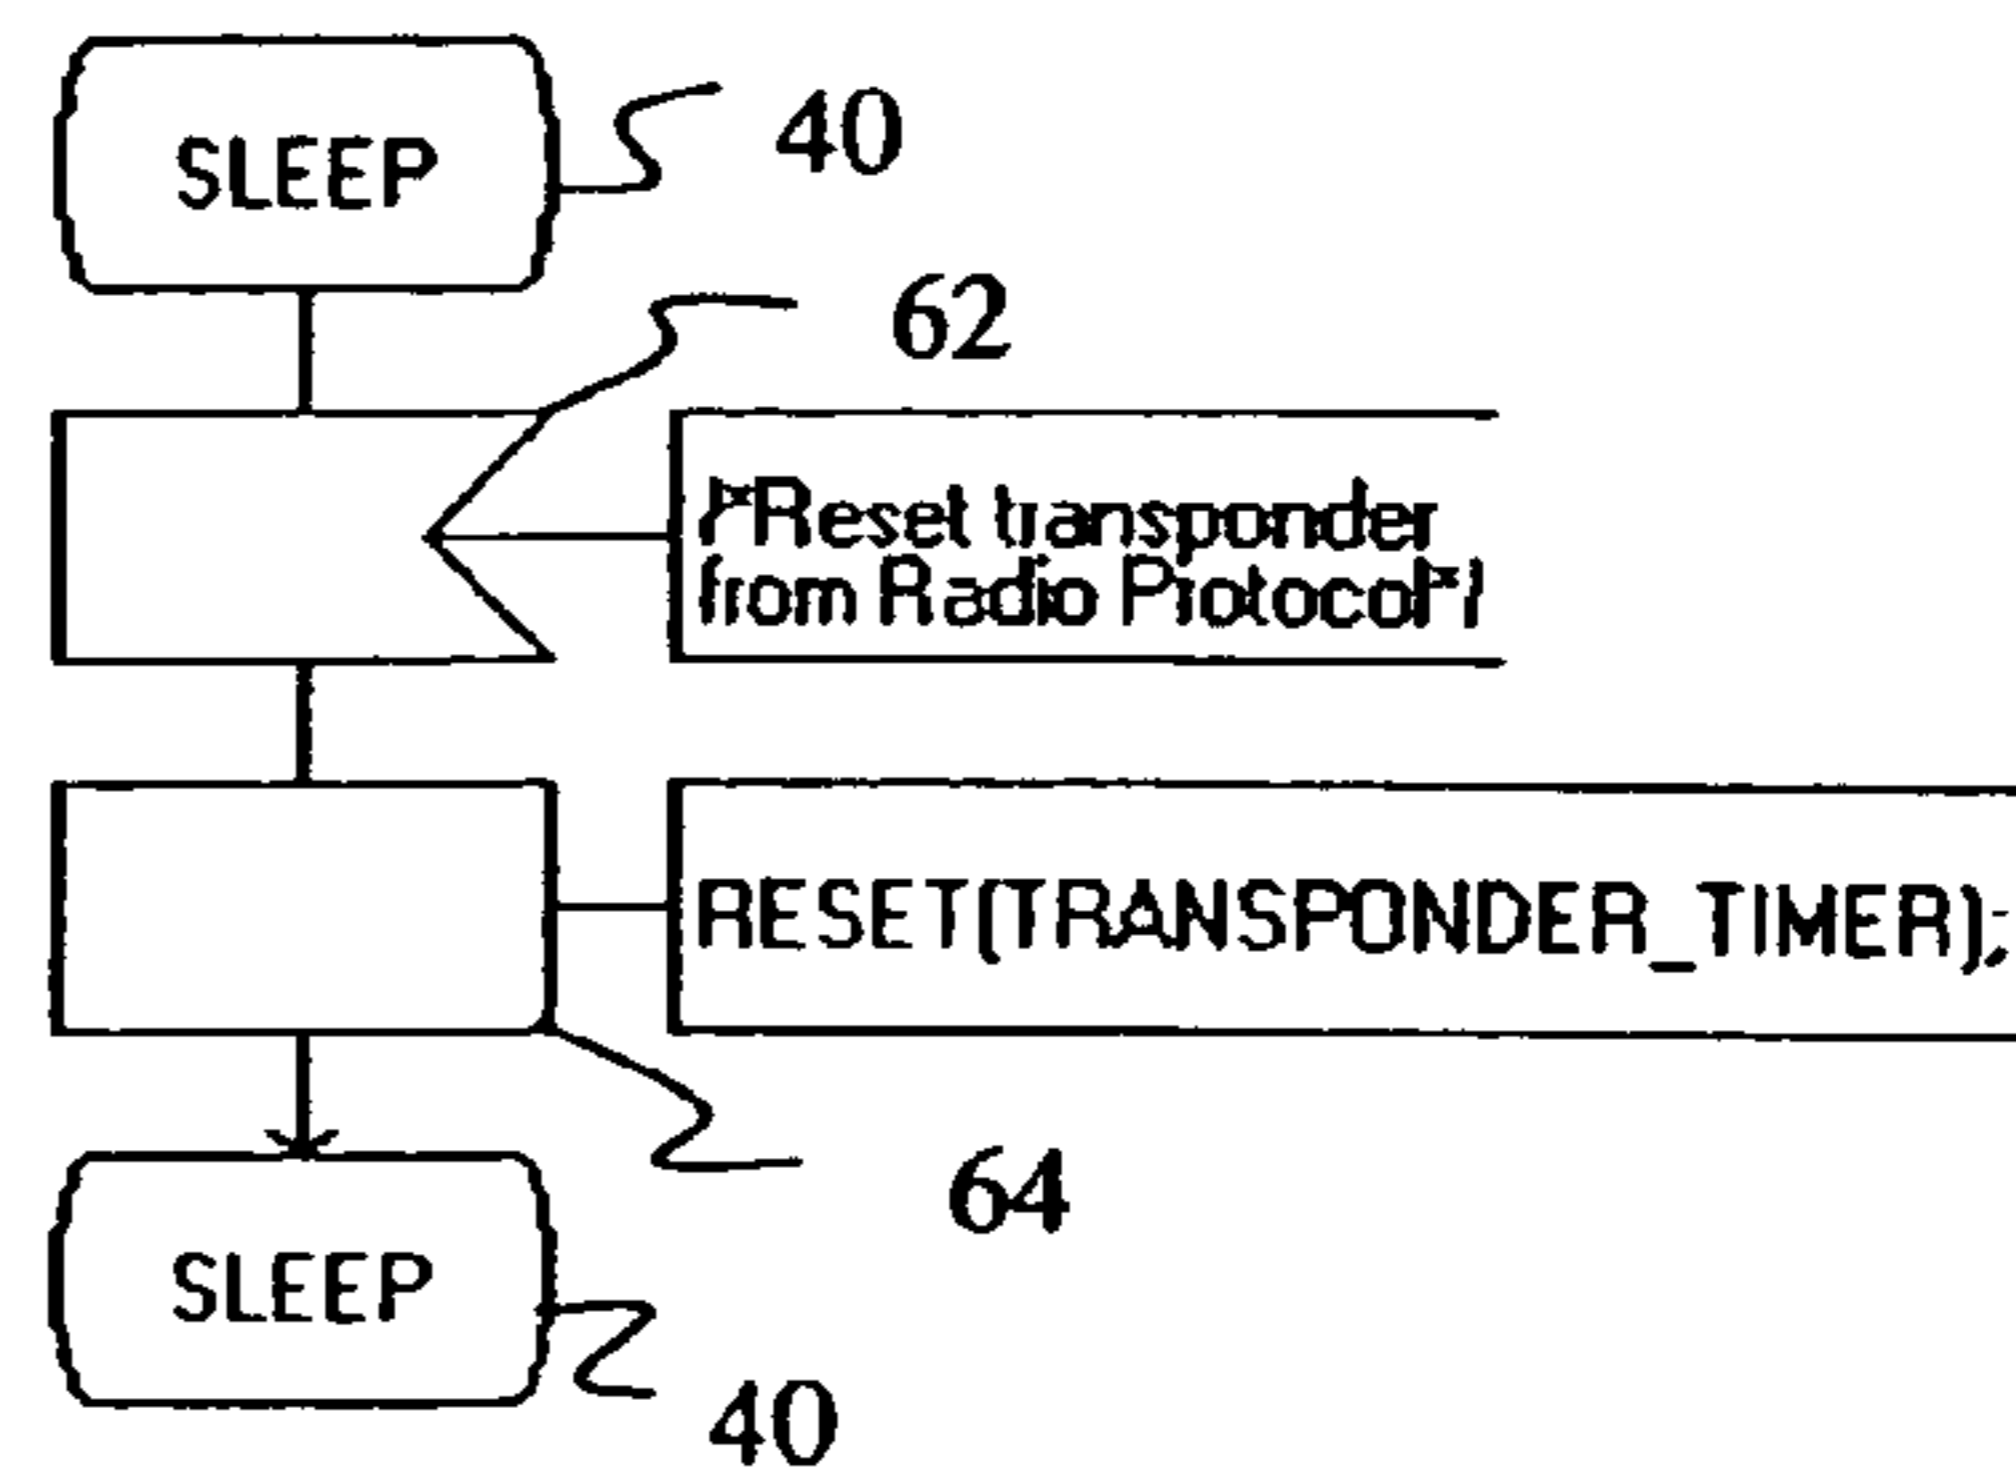 SLEEP
40
62
/*Reset transponder
from Radio Protocol*/
RESET(TRANSPONDER_TIMER);
64
SLEEP
40